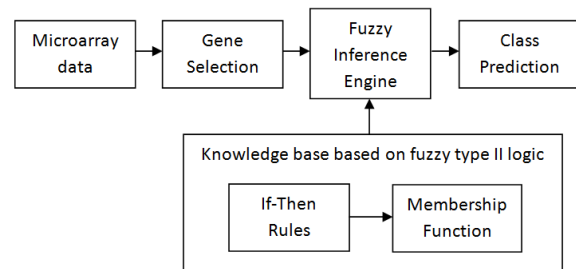 Microarray
data
Gene
Selection
Fuzzy
Inference
Engine
Class
Prediction
Knowledge base based on fuzzy type II logic
If-Then
Rules
Membership
Function